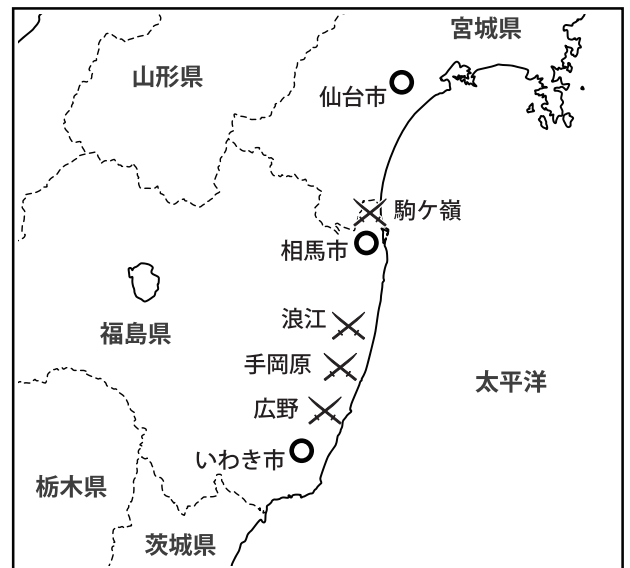 宮城県
山形県
仙台市
駒ケ嶺
相馬市
浪江
福島県
手岡原
太平洋
広野
いわき市
栃木県
茨城県